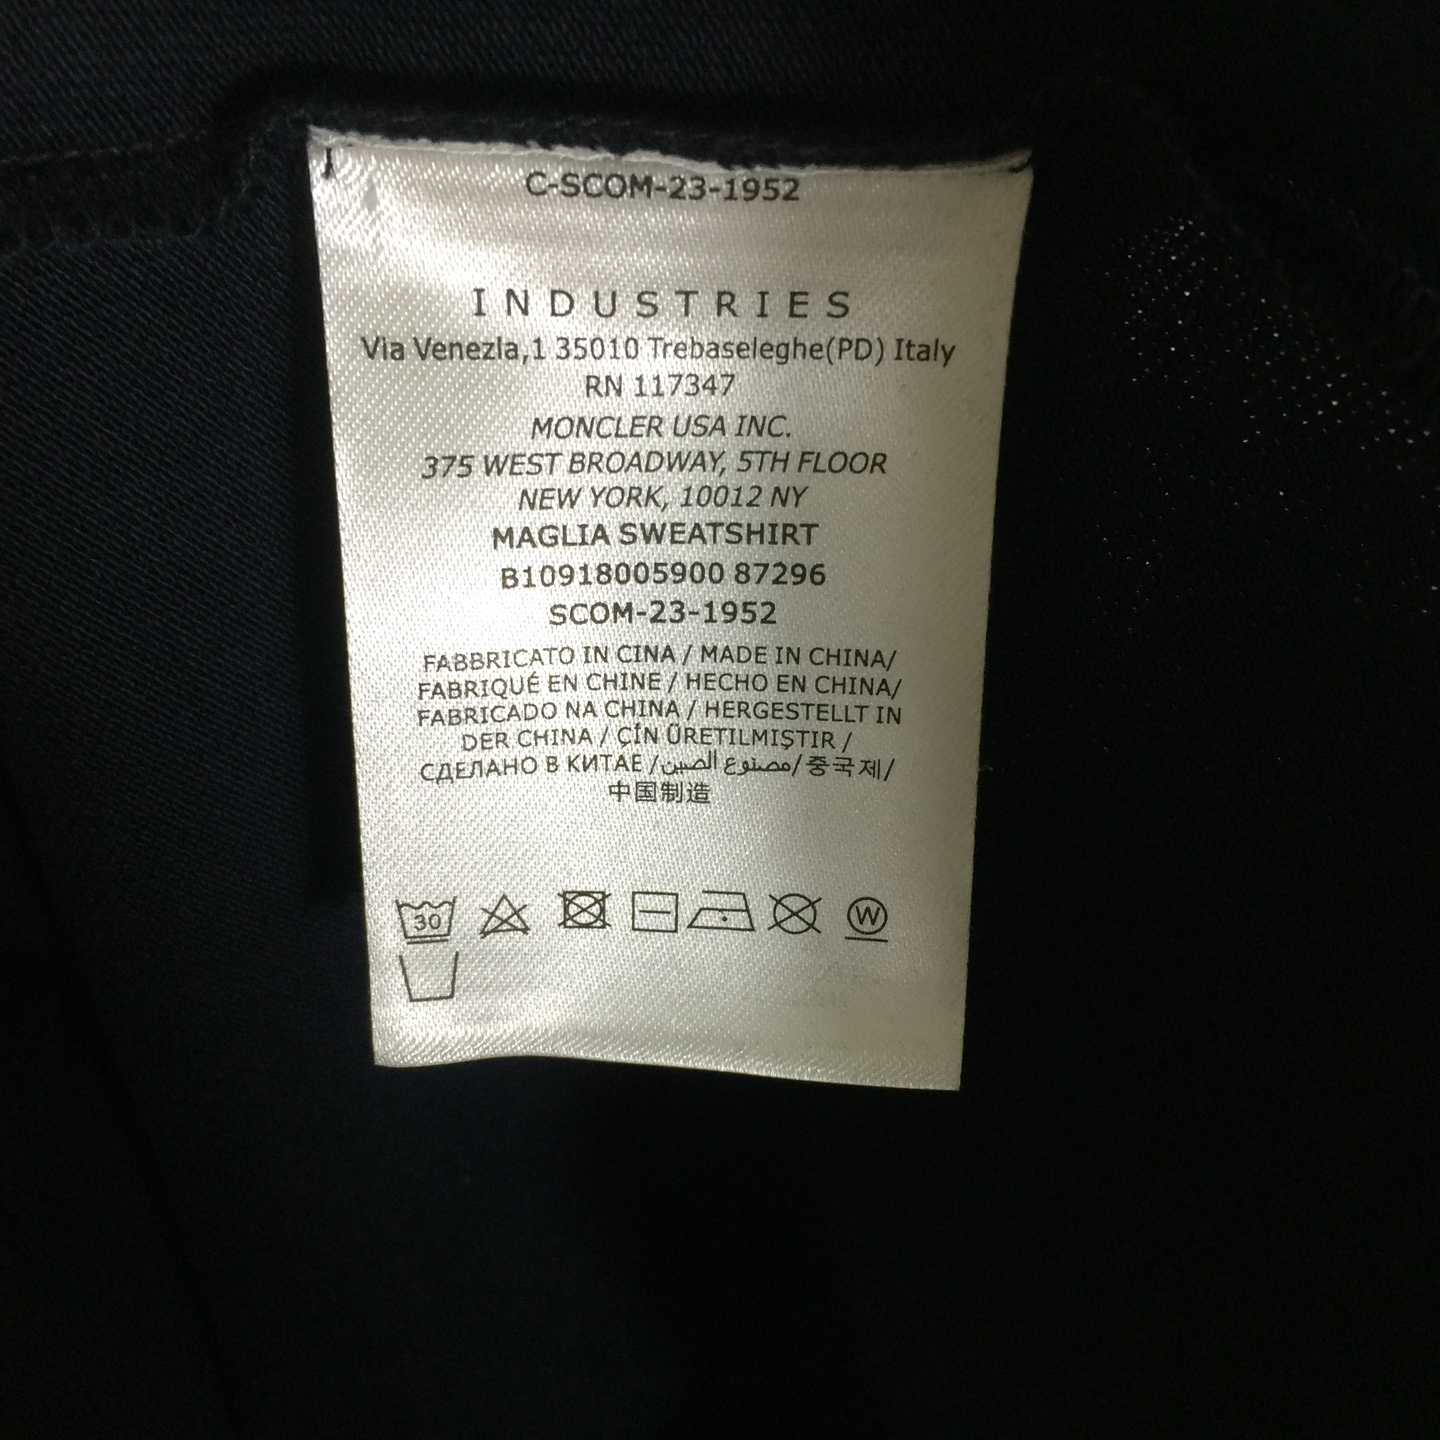 C-SCOM-23-1952
INDUSTRIES
Via Venezla,1 35010 Trebaseleghe(PD) Italy
RN 117347
MONCLER USA INC.
375 WEST BROADWAY, 5TH FLOOR
NEW YORK, 10012 NY
MAGLIA SWEATSHIRT
B10918005900 87296
SCOM-23-1952
FABBRICATO IN CINA / MADE IN CHINA/
FABRIQUÉ EN CHINE / HECHO EN CHINA/
FABRICADO NA CHINA / HERGESTELLT IN
DER CHINA / ÇİN ÜRETILMIŞTIR /
СДЕЛАНО В КИТАЕ /مصنوع الصين/중국제/
中国制造
30 W